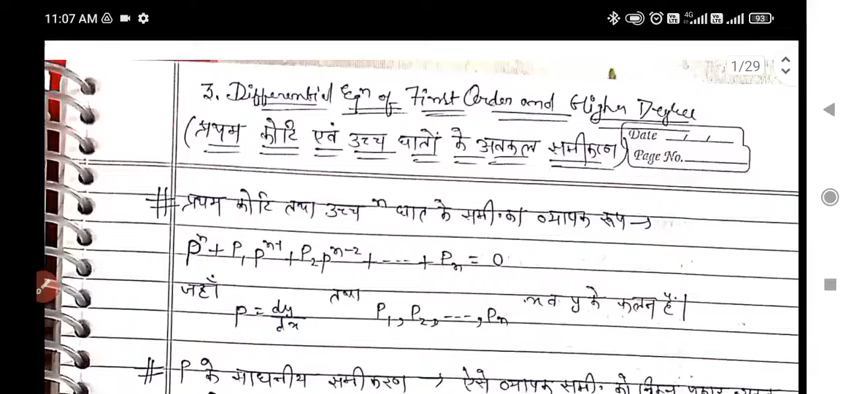 11:07 AM
4G
93
1/29
3. Differential Eqn of First Order and Higher Degree
(प्रथम कोटि एवं उच्च घातों के अवकल समीकरण)
Date / /
Page No.
# प्रथम कोटि तथा उच्च n घात के समी. का व्यापक रूप →
pⁿ + P₁pⁿ⁻¹ + P₂pⁿ⁻² + ---- + Pₙ = 0
जहाँ p = dy/dx तथा P₁, P₂, ----, Pₙ x व y के फलन हैं।
# P के साधनीय समीकरण → ऐसे व्यापक समी. को